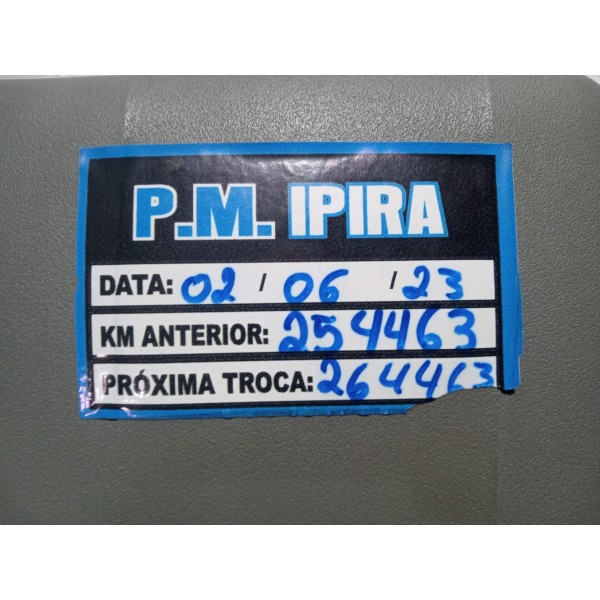 P.M. IPIRA
DATA: 02 / 06 / 23
KM ANTERIOR: 254463
PRÓXIMA TROCA: 264463